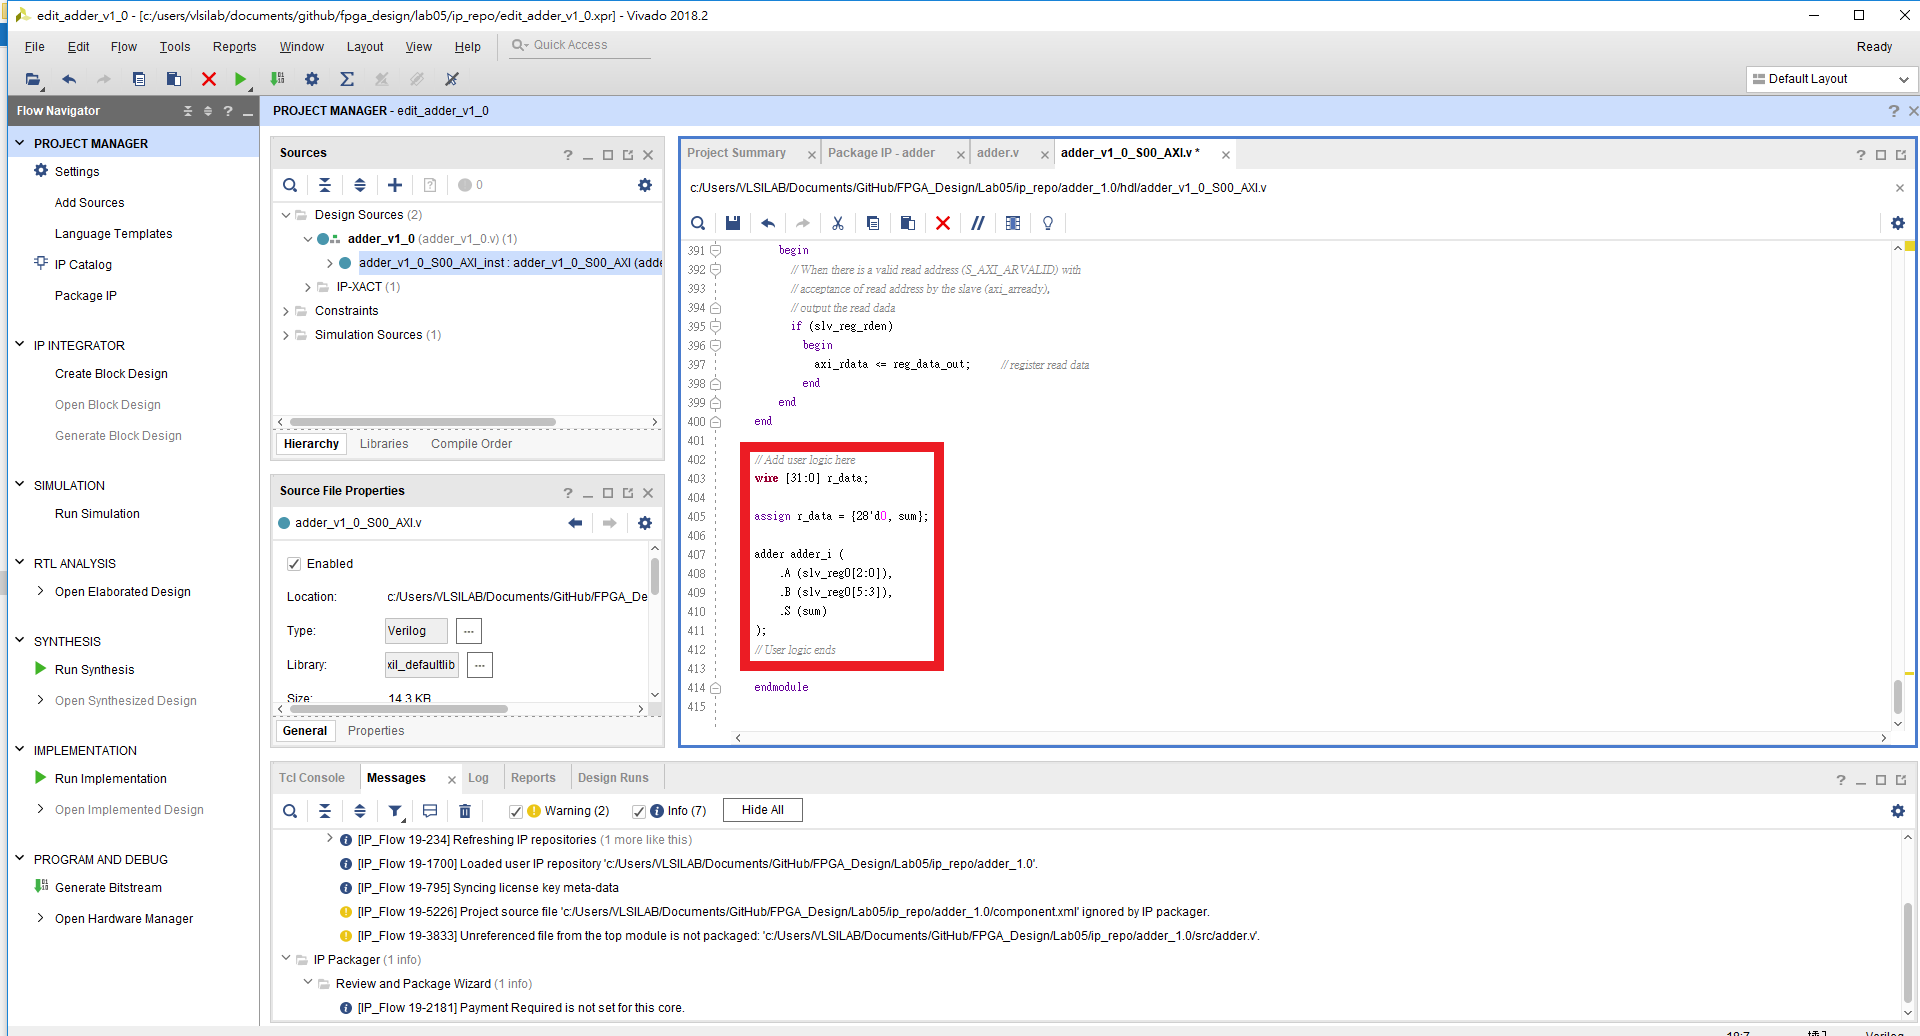 edit_adder_v1_0 - [c:/users/vlsilab/documents/github/fpga_design/lab05/ip_repo/edit_adder_v1_0.xpr] - Vivado 2018.2
File Edit Flow Tools Reports Window Layout View Help Quick Access
Ready
Default Layout
Flow Navigator
PROJECT MANAGER
Settings
Add Sources
Language Templates
IP Catalog
Package IP
IP INTEGRATOR
Create Block Design
Open Block Design
Generate Block Design
SIMULATION
Run Simulation
RTL ANALYSIS
Open Elaborated Design
SYNTHESIS
Run Synthesis
Open Synthesized Design
IMPLEMENTATION
Run Implementation
Open Implemented Design
PROGRAM AND DEBUG
Generate Bitstream
Open Hardware Manager
PROJECT MANAGER - edit_adder_v1_0
Sources
0
Design Sources (2)
adder_v1_0 (adder_v1_0.v) (1)
adder_v1_0_S00_AXI_inst : adder_v1_0_S00_AXI (adde
IP-XACT (1)
Constraints
Simulation Sources (1)
Hierarchy Libraries Compile Order
Source File Properties
adder_v1_0_S00_AXI.v
Enabled
Location: c:/Users/VLSILAB/Documents/GitHub/FPGA_De
Type: Verilog ...
Library: xil_defaultlib ...
Size: 14.3 KB
General Properties
Project Summary Package IP - adder adder.v adder_v1_0_S00_AXI.v *
c:/Users/VLSILAB/Documents/GitHub/FPGA_Design/Lab05/ip_repo/adder_1.0/hdl/adder_v1_0_S00_AXI.v
391 begin
392 // When there is a valid read address (S_AXI_ARVALID) with
393 // acceptance of read address by the slave (axi_arready),
394 // output the read dada
395 if (slv_reg_rden)
396 begin
397 axi_rdata <= reg_data_out; // register read data
398 end
399 end
400 end
401
402 // Add user logic here
403 wire [31:0] r_data;
404
405 assign r_data = {28'd0, sum};
406
407 adder adder_i (
408 .A (slv_reg0[2:0]),
409 .B (slv_reg0[5:3]),
410 .S (sum)
411 );
412 // User logic ends
413
414 endmodule
415
Tcl Console Messages Log Reports Design Runs
Warning (2) Info (7) Hide All
[IP_Flow 19-234] Refreshing IP repositories (1 more like this)
[IP_Flow 19-1700] Loaded user IP repository 'c:/Users/VLSILAB/Documents/GitHub/FPGA_Design/Lab05/ip_repo/adder_1.0'.
[IP_Flow 19-795] Syncing license key meta-data
[IP_Flow 19-5226] Project source file 'c:/Users/VLSILAB/Documents/GitHub/FPGA_Design/Lab05/ip_repo/adder_1.0/component.xml' ignored by IP packager.
[IP_Flow 19-3833] Unreferenced file from the top module is not packaged: 'c:/Users/VLSILAB/Documents/GitHub/FPGA_Design/Lab05/ip_repo/adder_1.0/src/adder.v'.
IP Packager (1 info)
Review and Package Wizard (1 info)
[IP_Flow 19-2181] Payment Required is not set for this core.